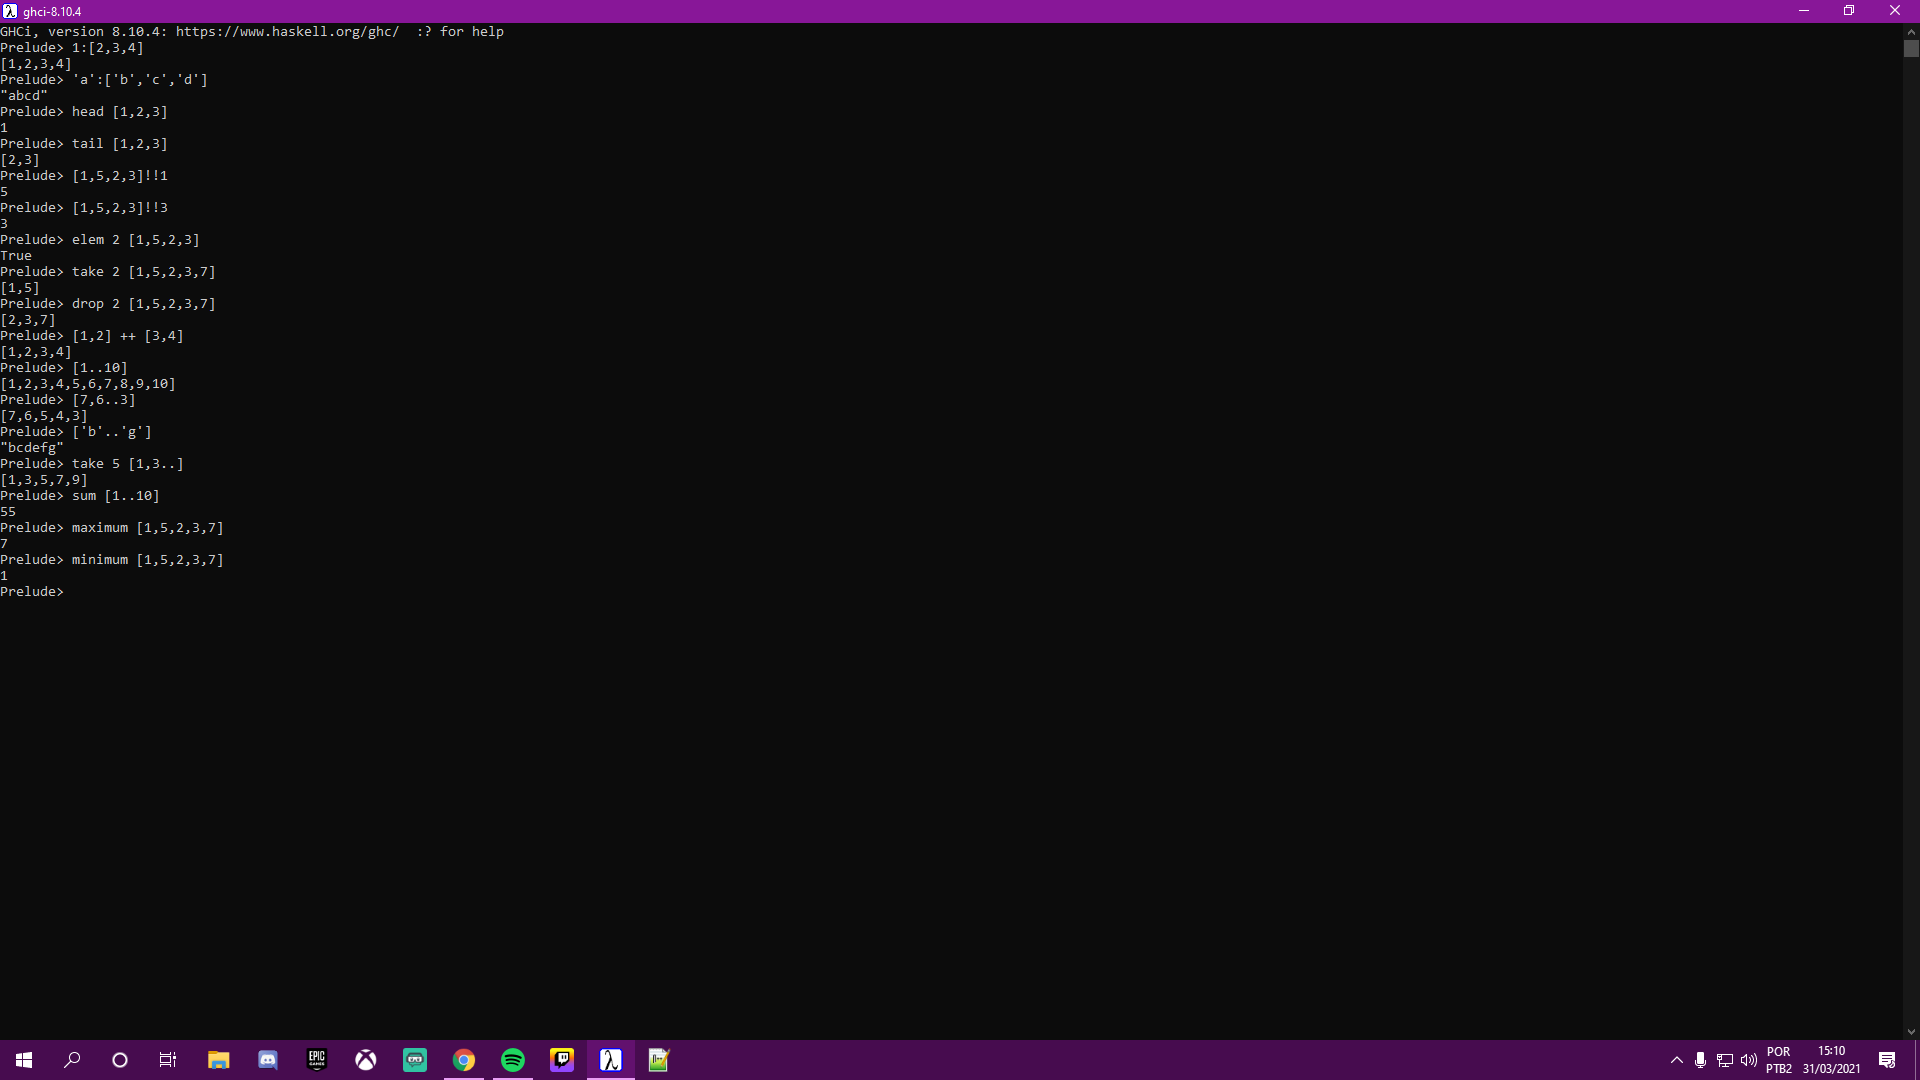 ghci-8.10.4
GHCi, version 8.10.4: https://www.haskell.org/ghc/  :? for help
Prelude> 1:[2,3,4]
[1,2,3,4]
Prelude> 'a':['b','c','d']
"abcd"
Prelude> head [1,2,3]
1
Prelude> tail [1,2,3]
[2,3]
Prelude> [1,5,2,3]!!1
5
Prelude> [1,5,2,3]!!3
3
Prelude> elem 2 [1,5,2,3]
True
Prelude> take 2 [1,5,2,3,7]
[1,5]
Prelude> drop 2 [1,5,2,3,7]
[2,3,7]
Prelude> [1,2] ++ [3,4]
[1,2,3,4]
Prelude> [1..10]
[1,2,3,4,5,6,7,8,9,10]
Prelude> [7,6..3]
[7,6,5,4,3]
Prelude> ['b'..'g']
"bcdefg"
Prelude> take 5 [1,3..]
[1,3,5,7,9]
Prelude> sum [1..10]
55
Prelude> maximum [1,5,2,3,7]
7
Prelude> minimum [1,5,2,3,7]
1
Prelude>
EPIC GAMES
POR 15:10
PTB2 31/03/2021